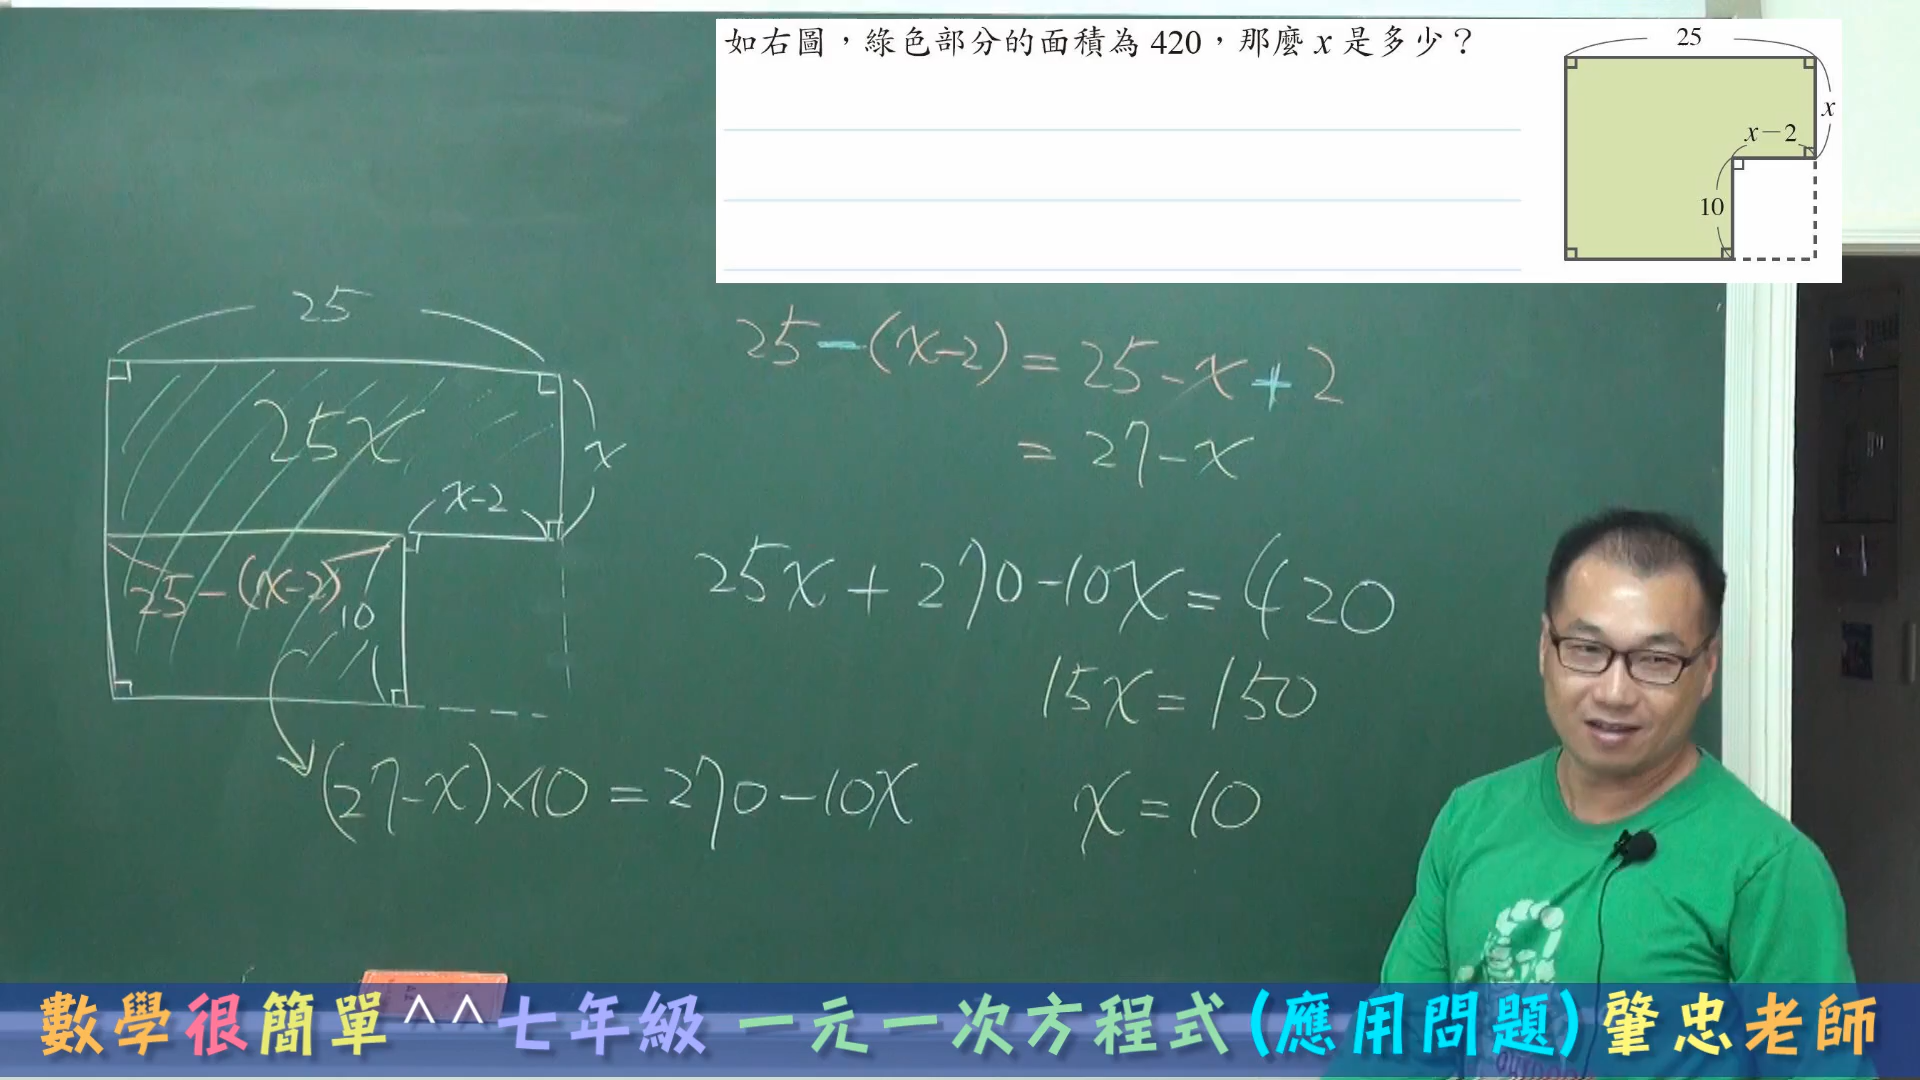 如右圖，綠色部分的面積為 420，那麼 x 是多少？
25
x
x－2
10
25
25x
x
x-2
25-(x-2)
10
(27-x)×10=270-10x
25-(x-2)=25-x+2
=27-x
25x+270-10x=420
15x=150
x=10
數學很簡單^^七年級 一元一次方程式(應用問題)肇忠老師